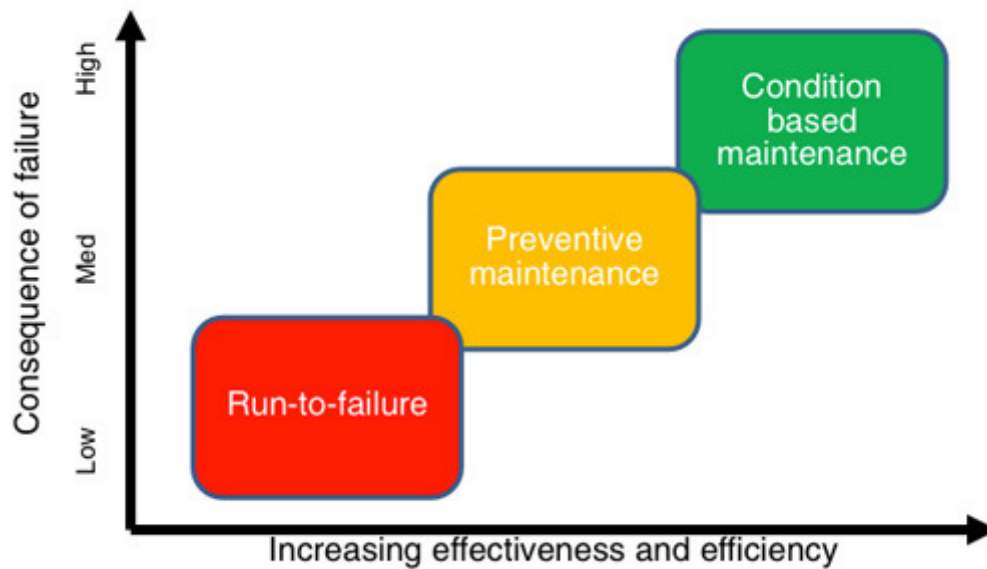 Consequence of failure
High
Med
Low
Condition
based
maintenance
Preventive
maintenance
Run-to-failure
Increasing effectiveness and efficiency